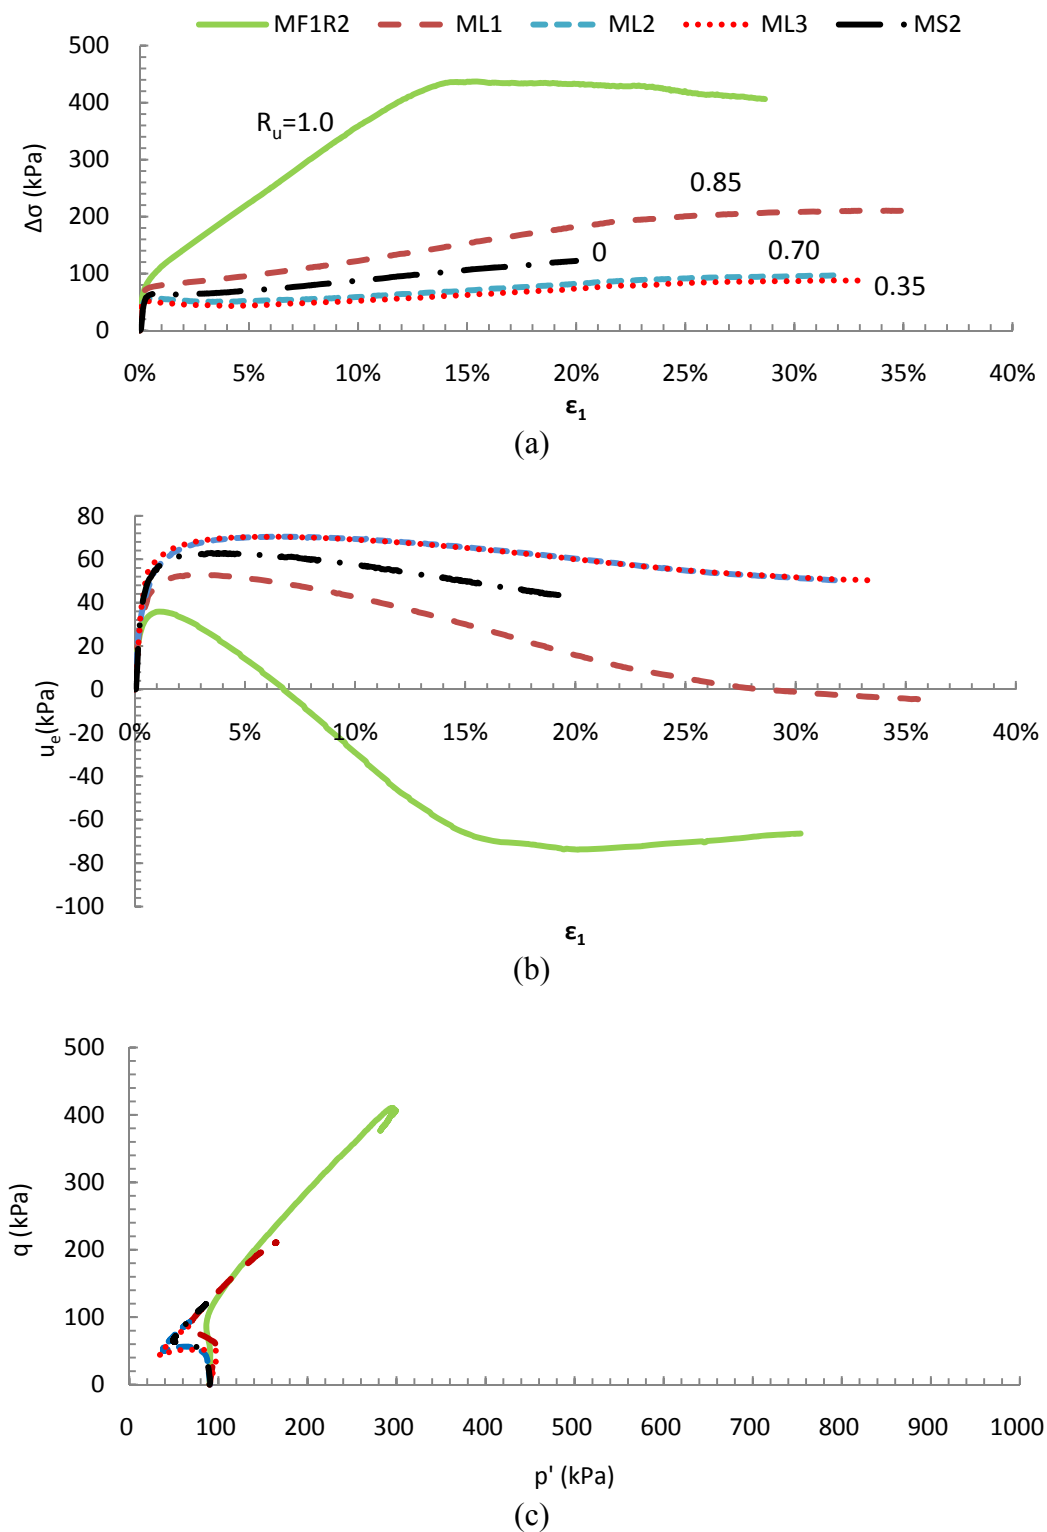 MF1R2 ML1 ML2 ML3 MS2
500
400
300
200
100
0
Δσ (kPa)
R_u=1.0
0.85
0
0.70
0.35
0% 5% 10% 15% 20% 25% 30% 35% 40%
ε₁
(a)
80
60
40
20
0
-20
-40
-60
-80
-100
u_e(kPa)
0% 5% 10% 15% 20% 25% 30% 35% 40%
ε₁
(b)
500
400
300
200
100
0
q (kPa)
0 100 200 300 400 500 600 700 800 900 1000
p' (kPa)
(c)